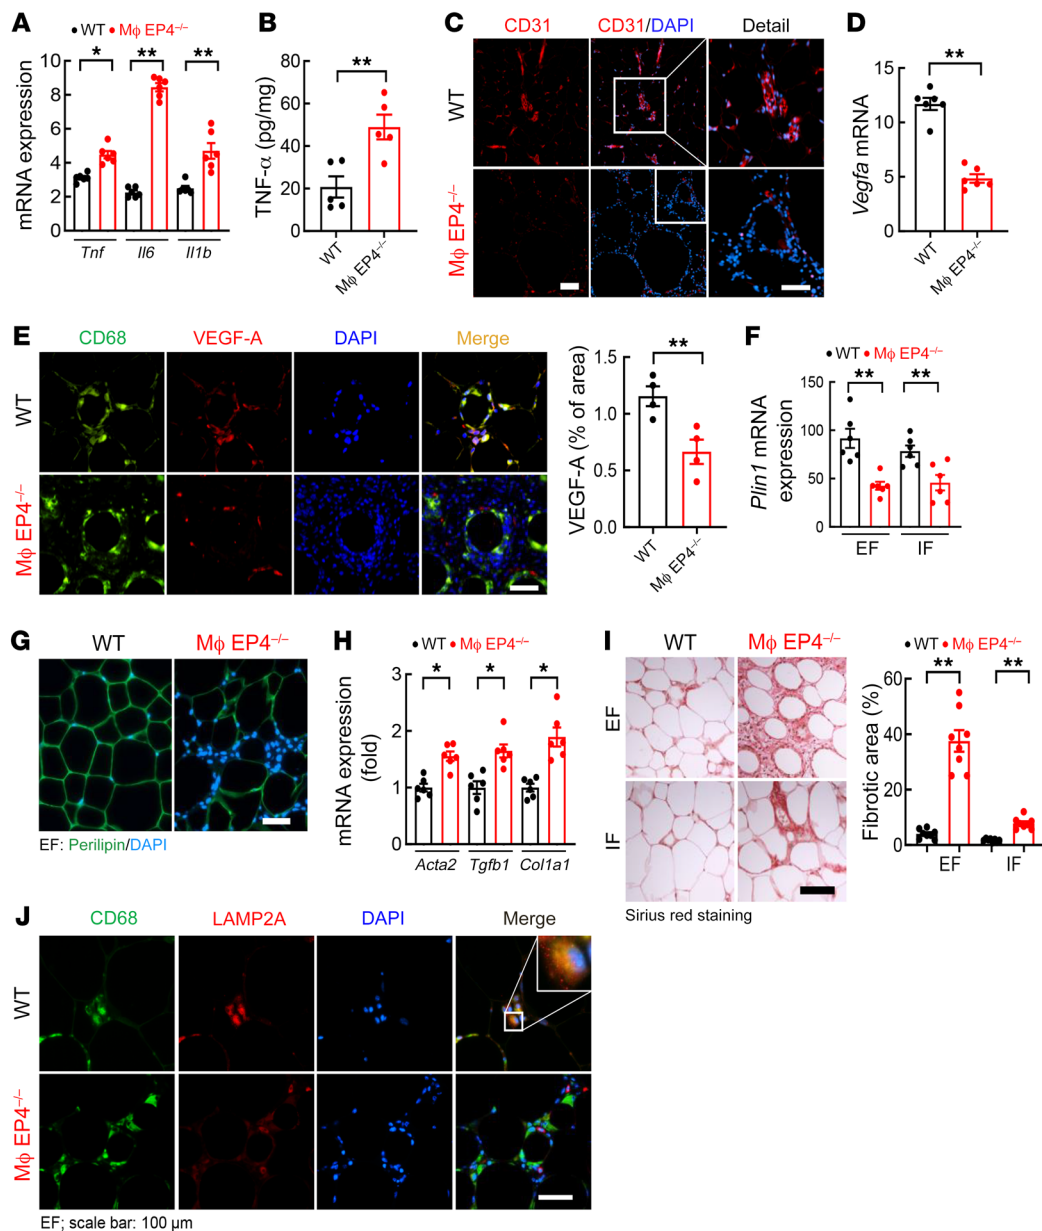 A
WT Mϕ EP4–/–
mRNA expression
10
8
6
4
2
0
* ** **
Tnf Il6 Il1b
B
TNF-α (pg/mg)
80
60
40
20
0
**
WT
Mϕ EP4–/–
C
CD31 CD31/DAPI Detail
WT
Mϕ EP4–/–
D
Vegfa mRNA
15
10
5
0
**
WT
Mϕ EP4–/–
E
CD68 VEGF-A DAPI Merge
WT
Mϕ EP4–/–
VEGF-A (% of area)
1.5
1.0
0.5
0.0
**
WT
Mϕ EP4–/–
F
WT Mϕ EP4–/–
Plin1 mRNA
expression
150
100
50
0
** **
EF IF
G
WT Mϕ EP4–/–
EF: Perilipin/DAPI
H
WT Mϕ EP4–/–
mRNA expression
(fold)
3
2
1
0
* * *
Acta2 Tgfb1 Col1a1
I
WT Mϕ EP4–/–
EF
IF
Sirius red staining
WT Mϕ EP4–/–
Fibrotic area (%)
60
40
20
0
** **
EF IF
J
CD68 LAMP2A DAPI Merge
WT
Mϕ EP4–/–
EF; scale bar: 100 µm